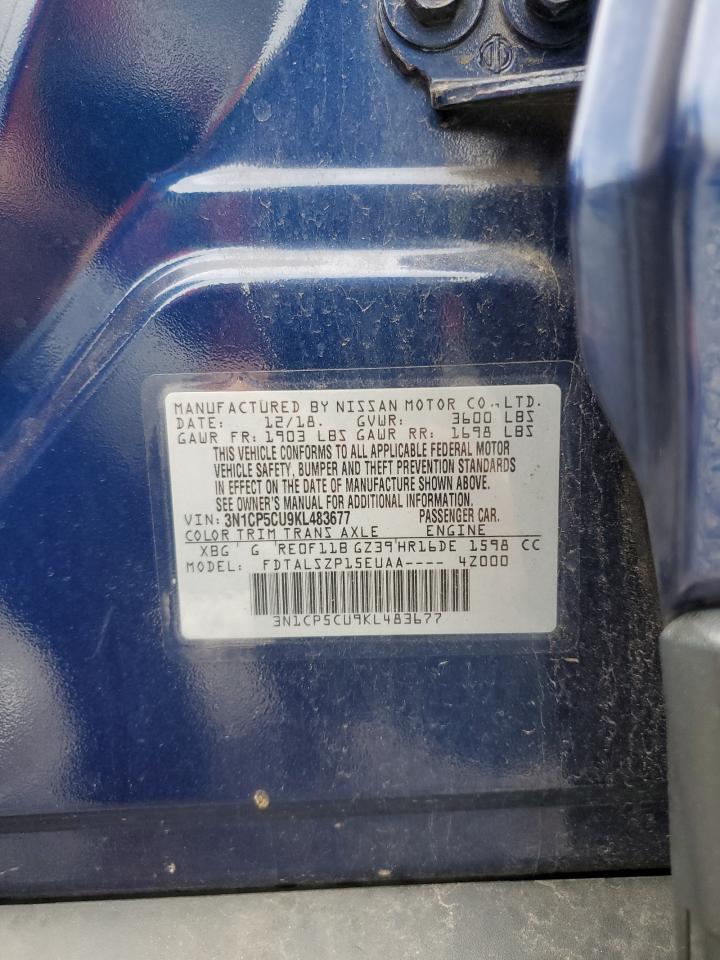 MANUFACTURED BY NISSAN MOTOR CO., LTD.
DATE: 12/18. GVWR: 3600 LBS
GAWR FR: 1903 LBS GAWR RR: 1698 LBS
THIS VEHICLE CONFORMS TO ALL APPLICABLE FEDERAL MOTOR
VEHICLE SAFETY, BUMPER AND THEFT PREVENTION STANDARDS
IN EFFECT ON THE DATE OF MANUFACTURE SHOWN ABOVE.
SEE OWNER'S MANUAL FOR ADDITIONAL INFORMATION.
VIN: 3N1CP5CU9KL483677 PASSENGER CAR.
COLOR TRIM TRANS AXLE ENGINE
XBG G RE0F11B GZ39 HR16DE 1598 CC
MODEL: FDTALSZP15EUAA---- 4Z000
3N1CP5CU9KL483677